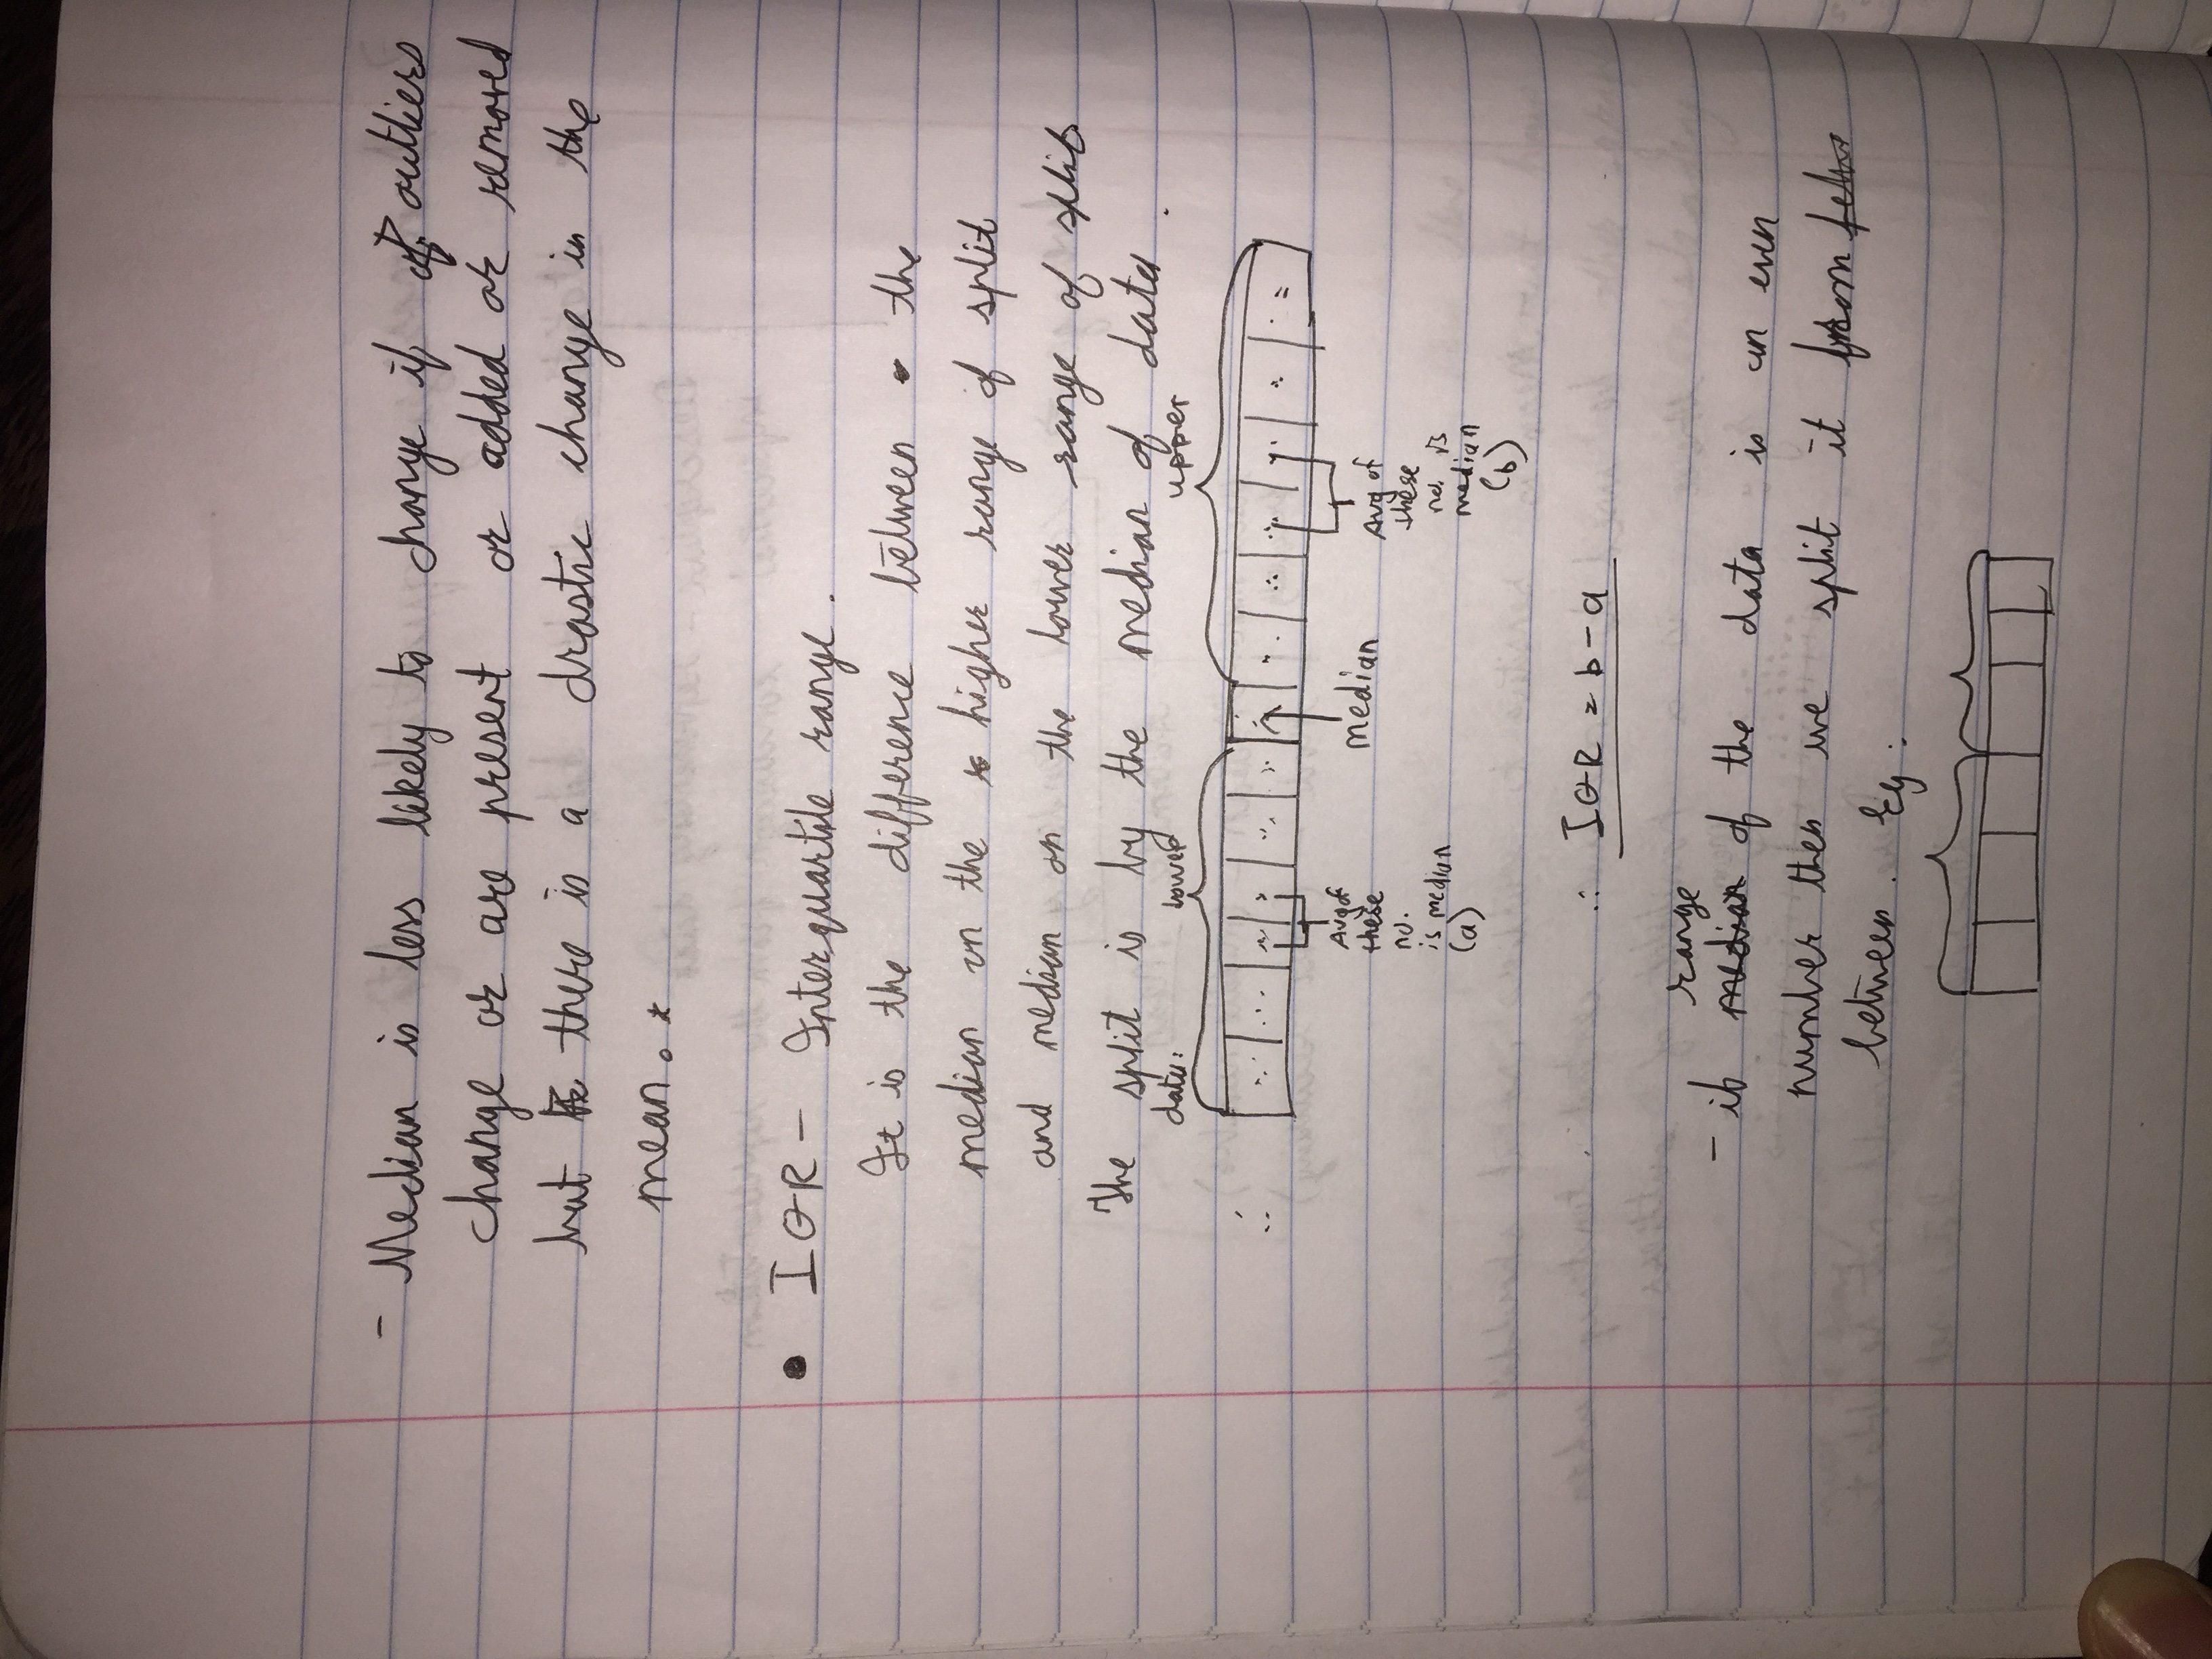 - Median is less likely to change if outliers
change or are present or added or removed
but there is a drastic change in the
mean. *
• IQR - Interquartile range.
It is the difference between the
median on the higher range of split
and median on the lower range of split
The split is by the median of data.
data: lower upper
∴
median
Avg of
these
no.
is median
(a)
Avg of
these
no. is
median
(b)
∴ IQR = b - a
range
- if median of the data is an even
number then we split it from
between. Eg: